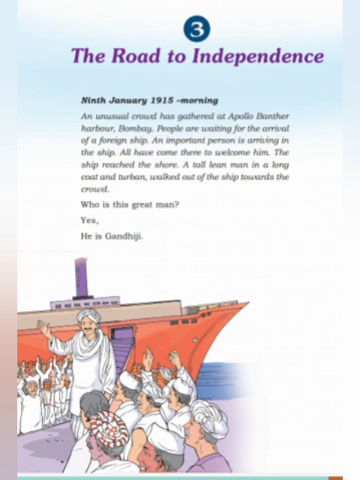 3
The Road to Independence
Ninth January 1915 –morning
An unusual crowd has gathered at Apollo Banther
harbour, Bombay. People are waiting for the arrival
of a foreign ship. An important person is arriving in
the ship. All have come there to welcome him. The
ship reached the shore. A tall lean man in a long
coat and turban, walked out of the ship towards the
crowd.
Who is this great man?
Yes,
He is Gandhiji.